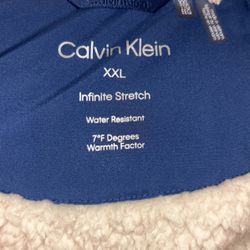 Calvin Klein
XXL
Infinite Stretch
Water Resistant
7°F Degrees
Warmth Factor